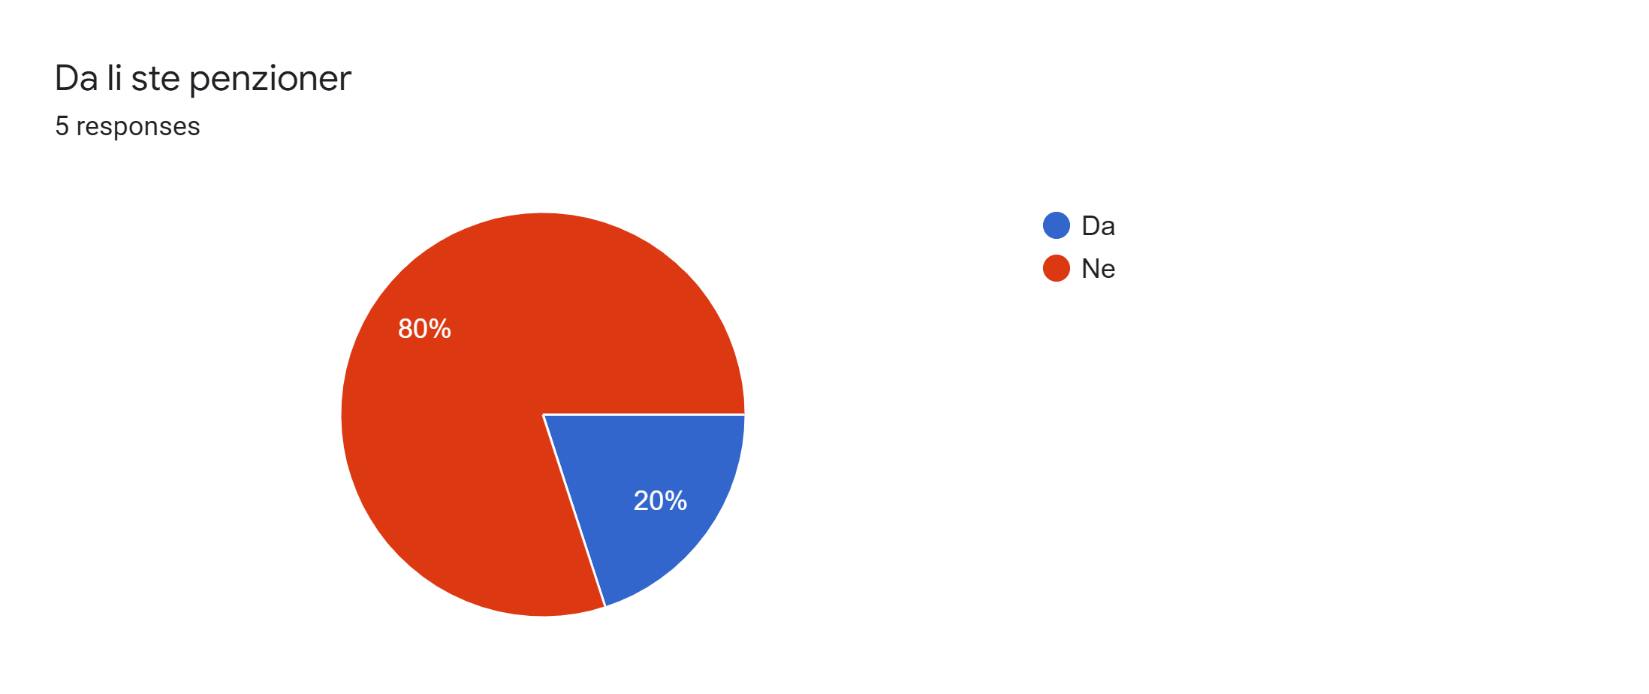 Da li ste penzioner
5 responses
Da
Ne
80%
20%